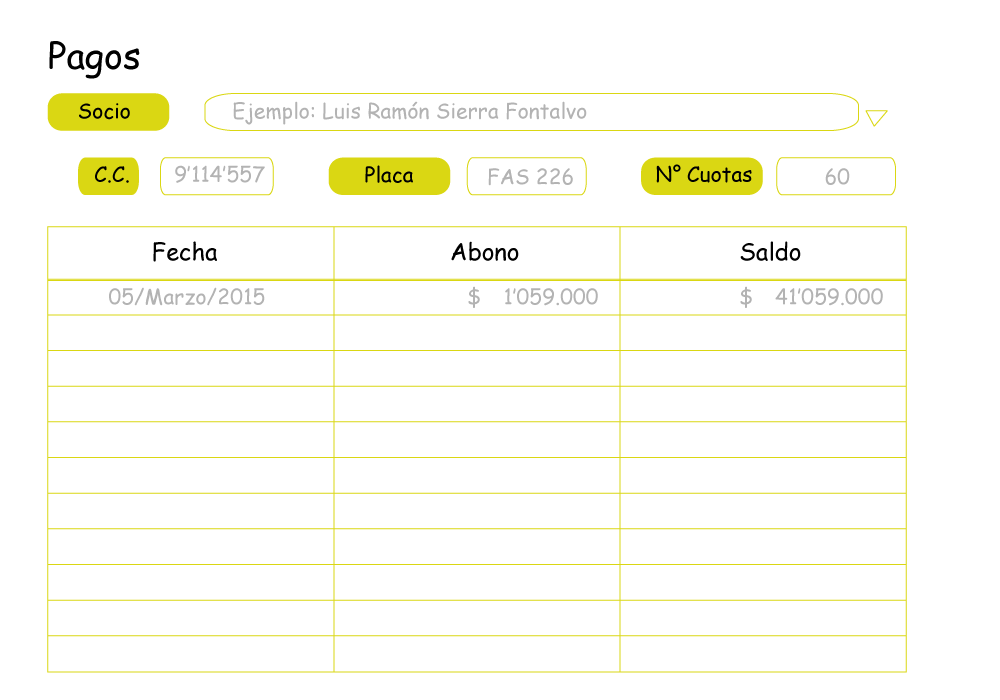 Pagos
Socio Ejemplo: Luis Ramón Sierra Fontalvo
C.C. 9'114'557 Placa FAS 226 N° Cuotas 60
Fecha Abono Saldo
05/Marzo/2015 $ 1'059.000 $ 41'059.000